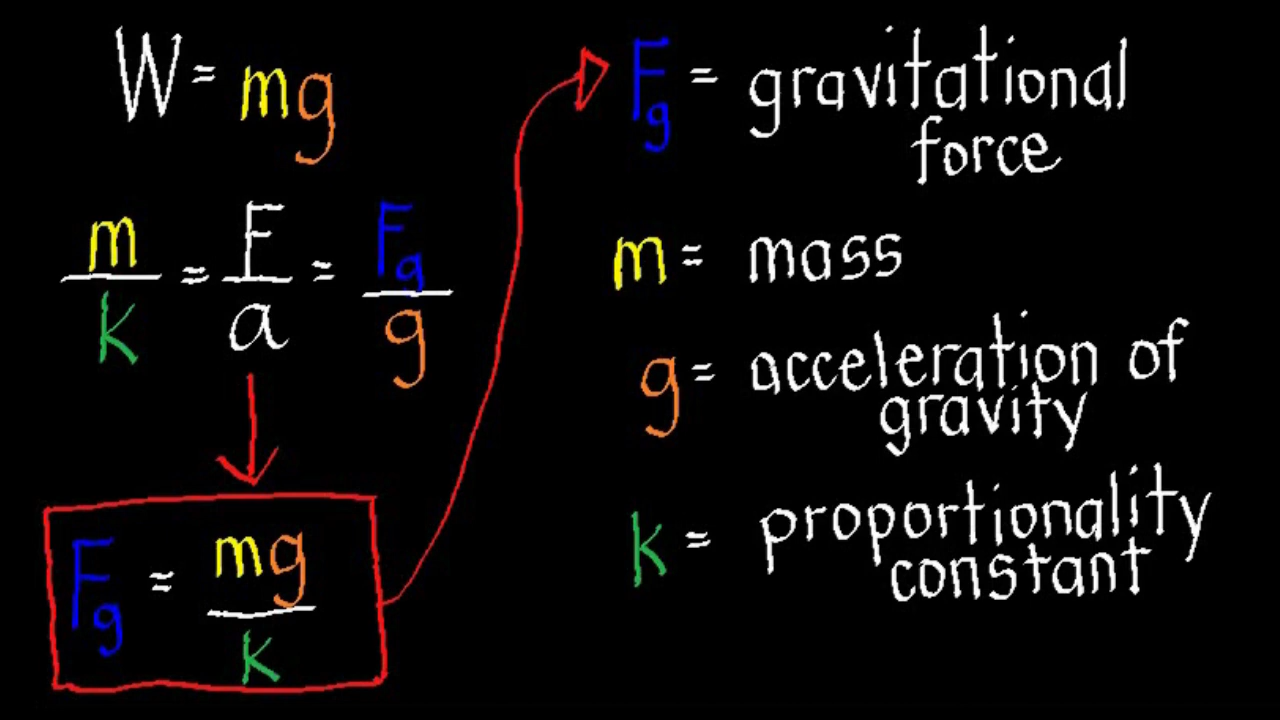 W = mg
m/k = F/a = Fg/g
Fg = mg/k
Fg = gravitational
force
m = mass
g = acceleration of
gravity
k = proportionality
constant